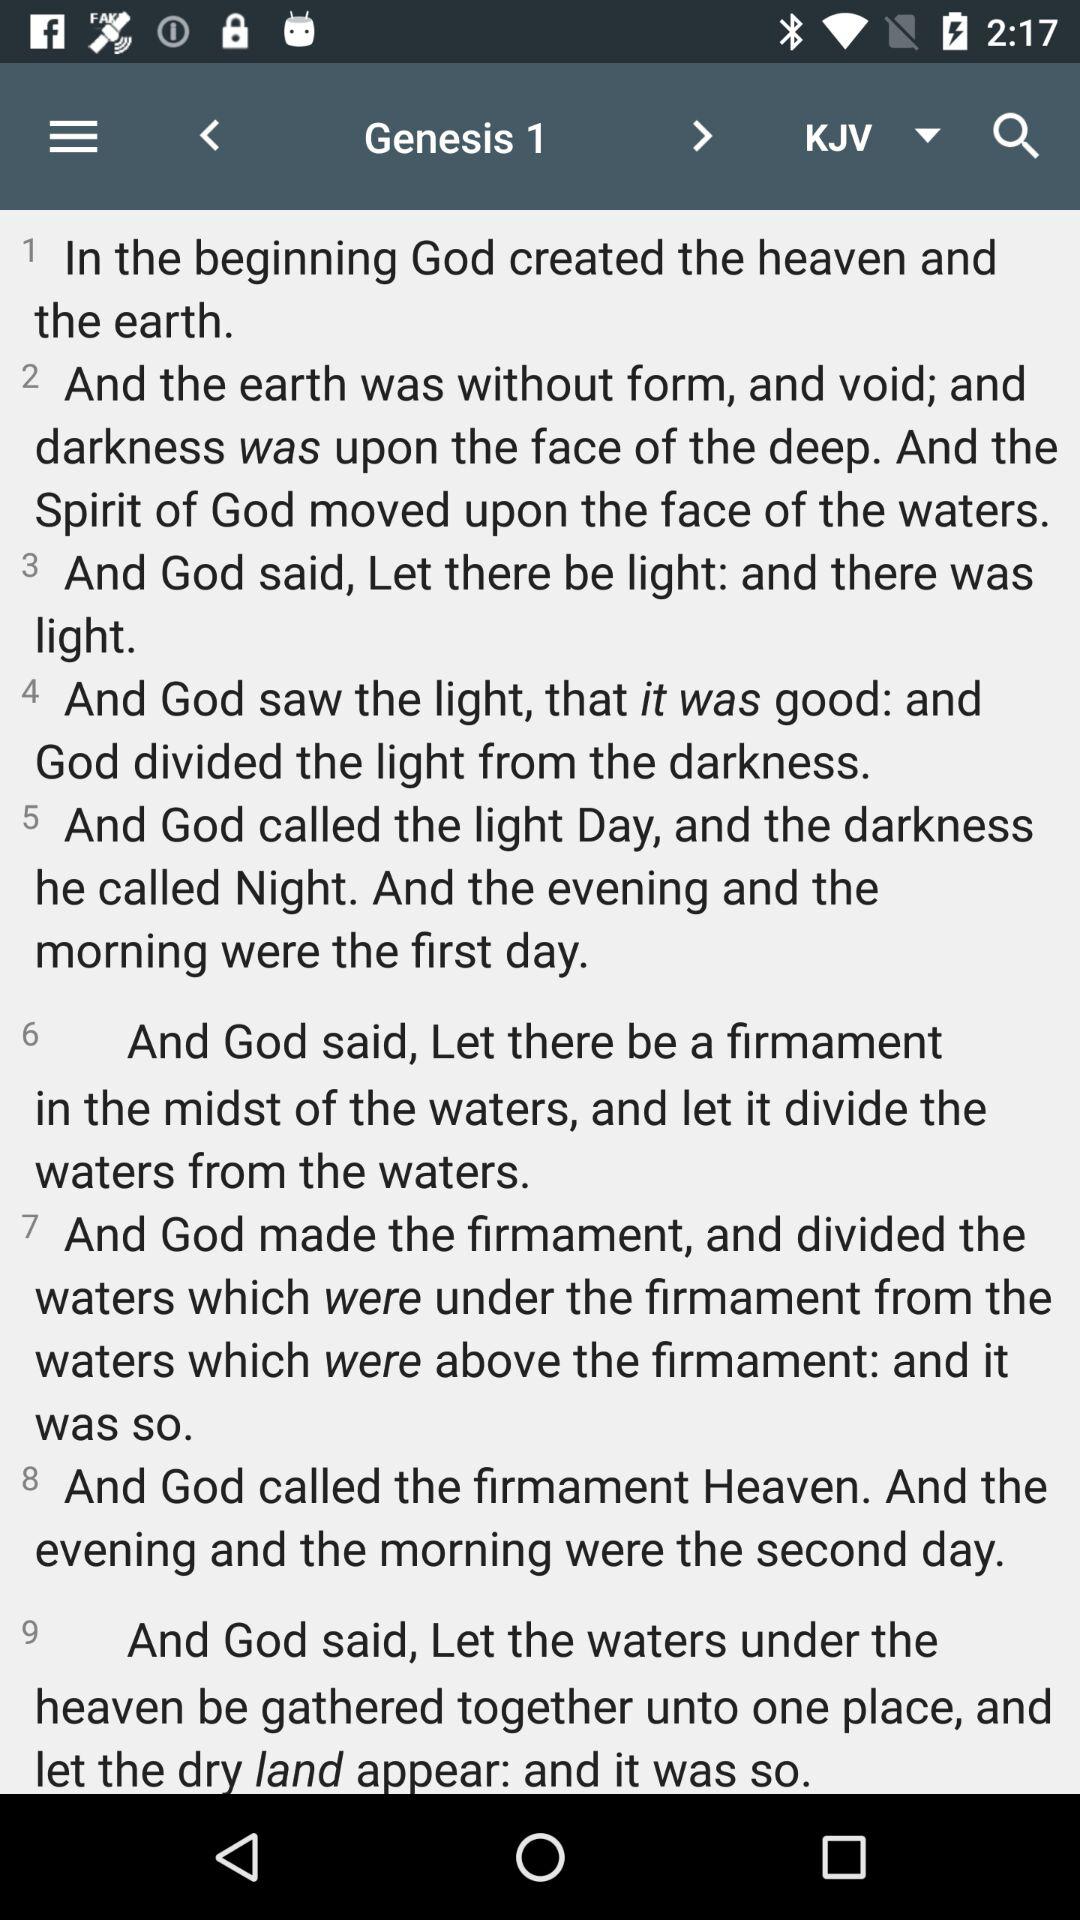 FAKE 2:17
Genesis 1 KJV
1 In the beginning God created the heaven and
the earth.
2 And the earth was without form, and void; and
darkness was upon the face of the deep. And the
Spirit of God moved upon the face of the waters.
3 And God said, Let there be light: and there was
light.
4 And God saw the light, that it was good: and
God divided the light from the darkness.
5 And God called the light Day, and the darkness
he called Night. And the evening and the
morning were the first day.
6 And God said, Let there be a firmament
in the midst of the waters, and let it divide the
waters from the waters.
7 And God made the firmament, and divided the
waters which were under the firmament from the
waters which were above the firmament: and it
was so.
8 And God called the firmament Heaven. And the
evening and the morning were the second day.
9 And God said, Let the waters under the
heaven be gathered together unto one place, and
let the dry land appear: and it was so.